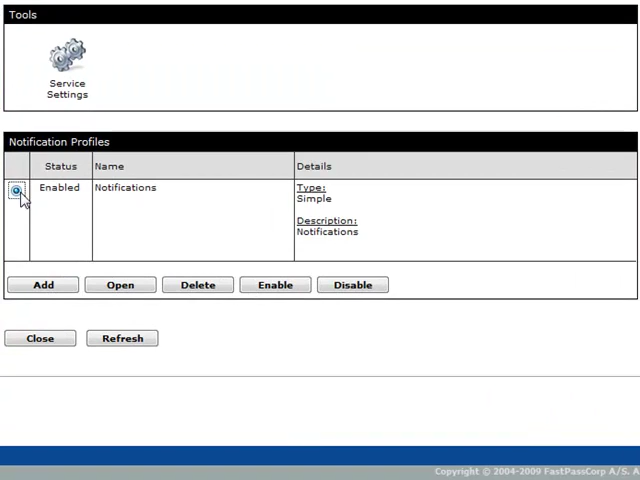 Tools
Service
Settings
Notification Profiles
Status Name Details
Enabled Notifications Type:
Simple
Description:
Notifications
Add Open Delete Enable Disable
Close Refresh
Copyright © 2004-2009 FastPassCorp A/S. A